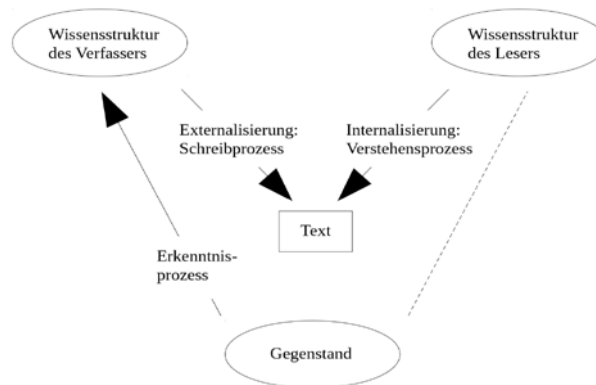 Wissensstruktur
des Verfassers
Wissensstruktur
des Lesers
Externalisierung:
Schreibprozess
Internalisierung:
Verstehensprozess
Text
Erkenntnis-
prozess
Gegenstand